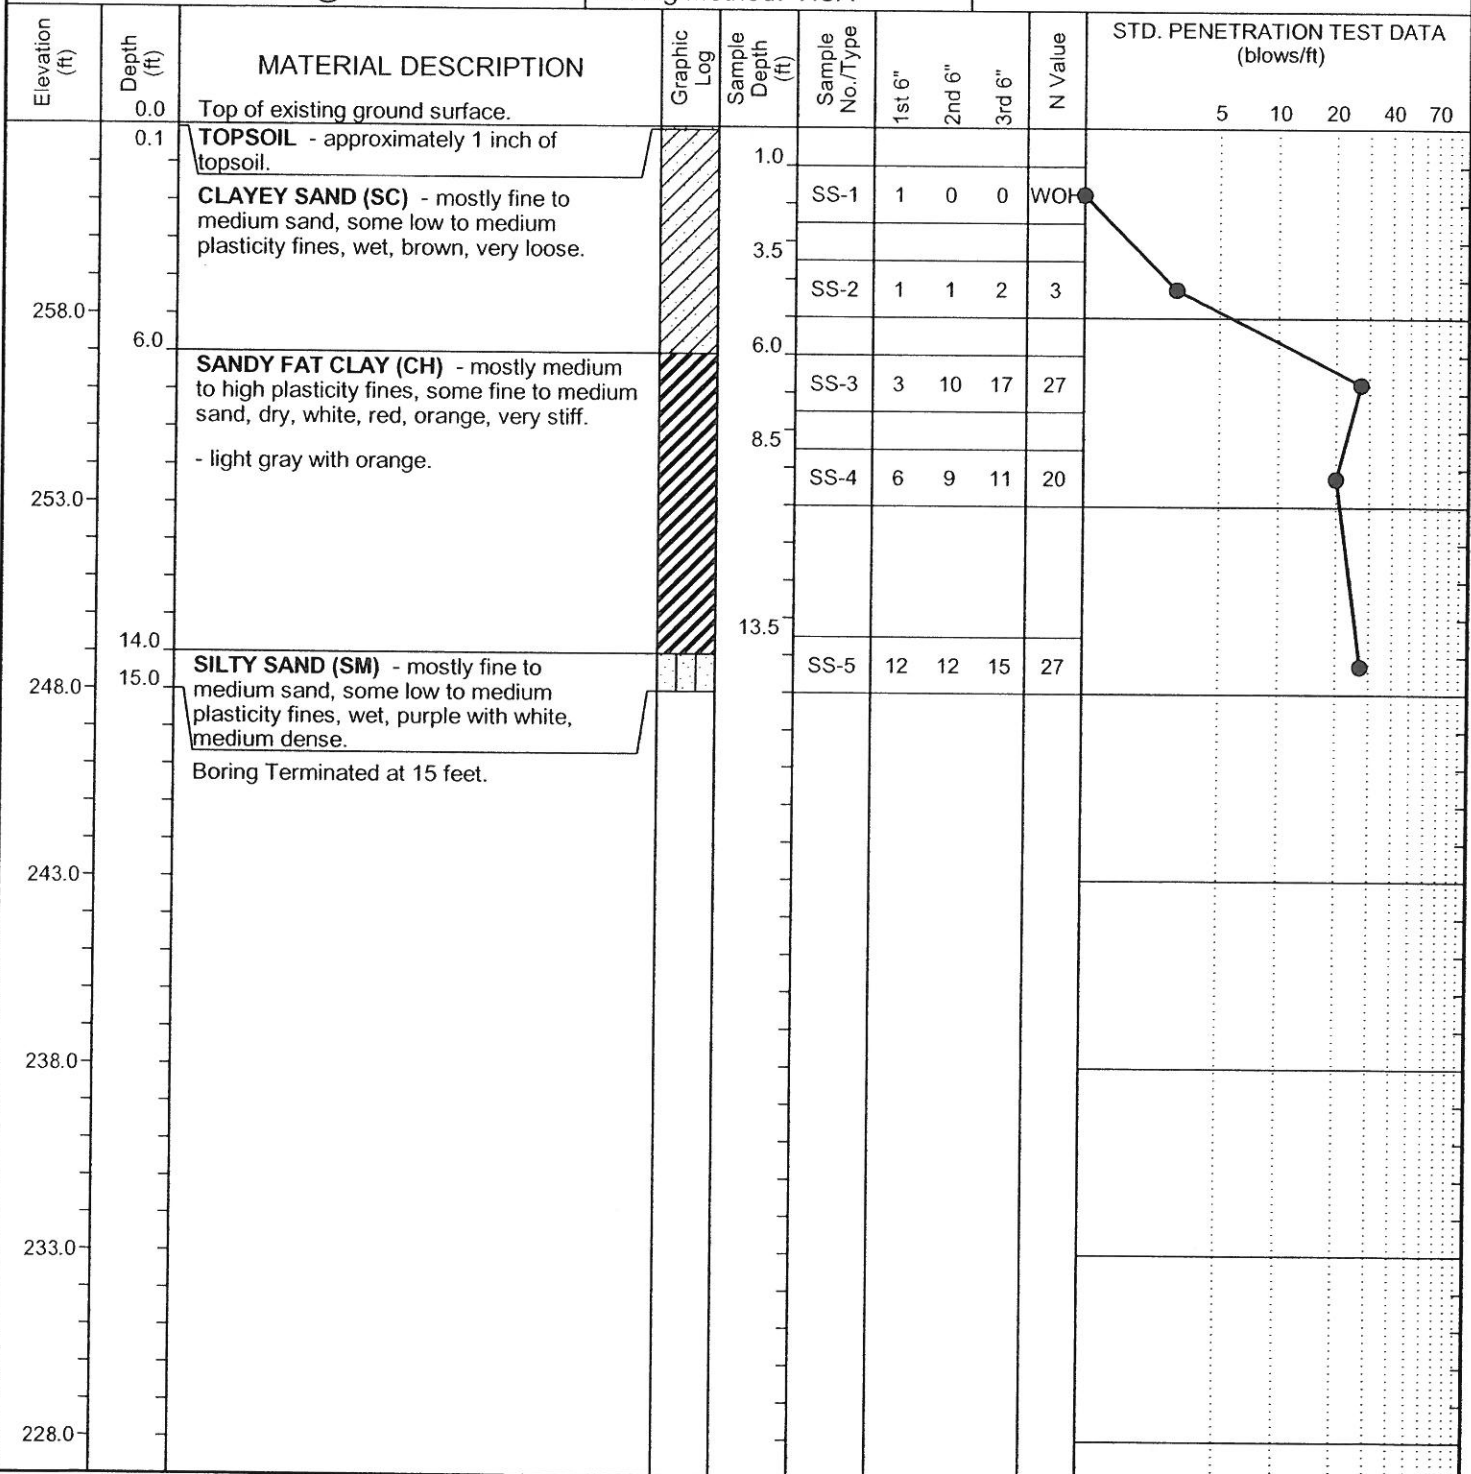 Elevation (ft)
Depth (ft)
MATERIAL DESCRIPTION
Graphic Log
Sample Depth (ft)
Sample No./Type
1st 6"
2nd 6"
3rd 6"
N Value
STD. PENETRATION TEST DATA
(blows/ft)
5 10 20 40 70
0.0 Top of existing ground surface.
0.1 TOPSOIL - approximately 1 inch of
topsoil.
1.0
CLAYEY SAND (SC) - mostly fine to
medium sand, some low to medium
plasticity fines, wet, brown, very loose.
SS-1 1 0 0 WOH
3.5
SS-2 1 1 2 3
258.0
6.0
6.0
SANDY FAT CLAY (CH) - mostly medium
to high plasticity fines, some fine to medium
sand, dry, white, red, orange, very stiff.
SS-3 3 10 17 27
8.5
- light gray with orange.
SS-4 6 9 11 20
253.0
13.5
14.0
SILTY SAND (SM) - mostly fine to
medium sand, some low to medium
plasticity fines, wet, purple with white,
medium dense.
SS-5 12 12 15 27
248.0
15.0
Boring Terminated at 15 feet.
243.0
238.0
233.0
228.0